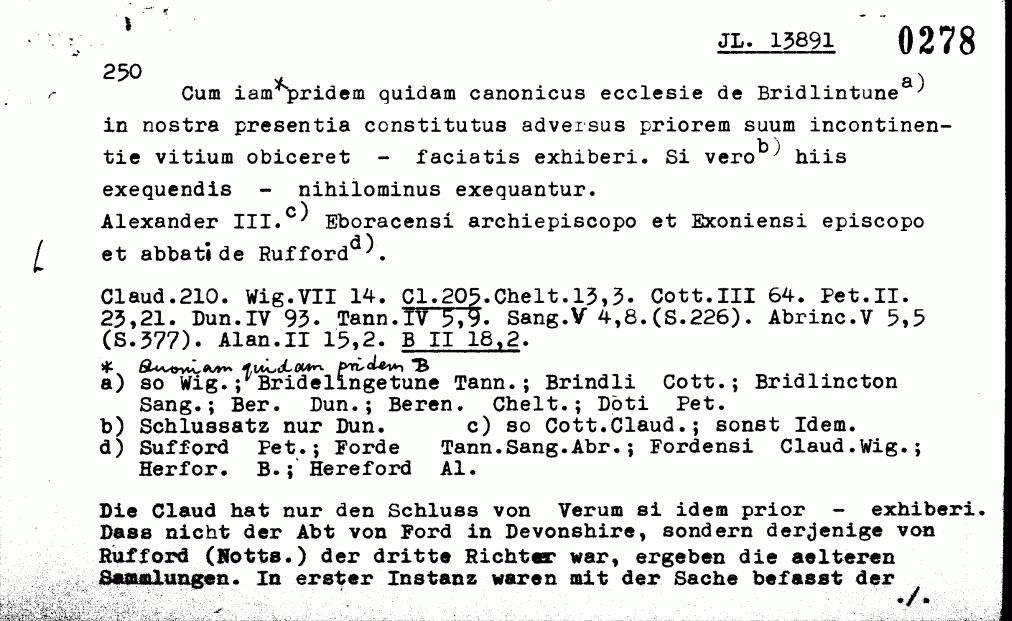 JL. 13891 0278
250
Cum iam*pridem quidam canonicus ecclesie de Bridlintune a)
in nostra presentia constitutus adversus priorem suum incontinen-
tie vitium obiceret - faciatis exhiberi. Si vero b) hiis
exequendis - nihilominus exequantur.
Alexander III. c) Eboracensi archiepiscopo et Exoniensi episcopo
et abbati de Rufford d).
Claud.210. Wig.VII 14. Cl.205.Chelt.13,3. Cott.III 64. Pet.II.
23,21. Dun.IV 93. Tann.IV 5,9. Sang.V 4,8.(S.226). Abrinc.V 5,5
(S.377). Alan.II 15,2. B II 18,2.
* Quoniam quidam pridem B
a) so Wig.; Bridelingetune Tann.; Brindli Cott.; Bridlincton
Sang.; Ber. Dun.; Beren. Chelt.; Doti Pet.
b) Schlussatz nur Dun. c) so Cott.Claud.; sonst Idem.
d) Sufford Pet.; Forde Tann.Sang.Abr.; Fordensi Claud.Wig.;
Herfor. B.; Hereford Al.
Die Claud hat nur den Schluss von Verum si idem prior - exhiberi.
Dass nicht der Abt von Ford in Devonshire, sondern derjenige von
Rufford (Notts.) der dritte Richter war, ergeben die aelteren
Sammlungen. In erster Instanz waren mit der Sache befasst der
./.